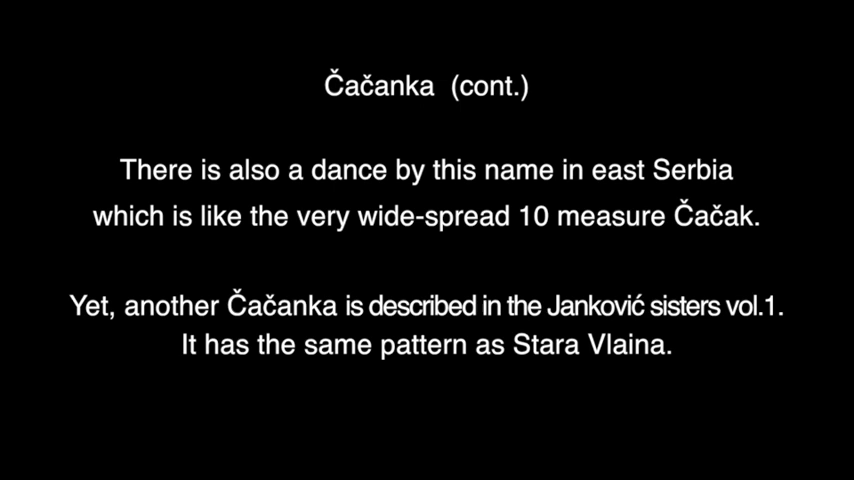 Čačanka (cont.)
There is also a dance by this name in east Serbia
which is like the very wide-spread 10 measure Čačak.
Yet, another Čačanka is described in the Janković sisters vol.1.
It has the same pattern as Stara Vlaina.